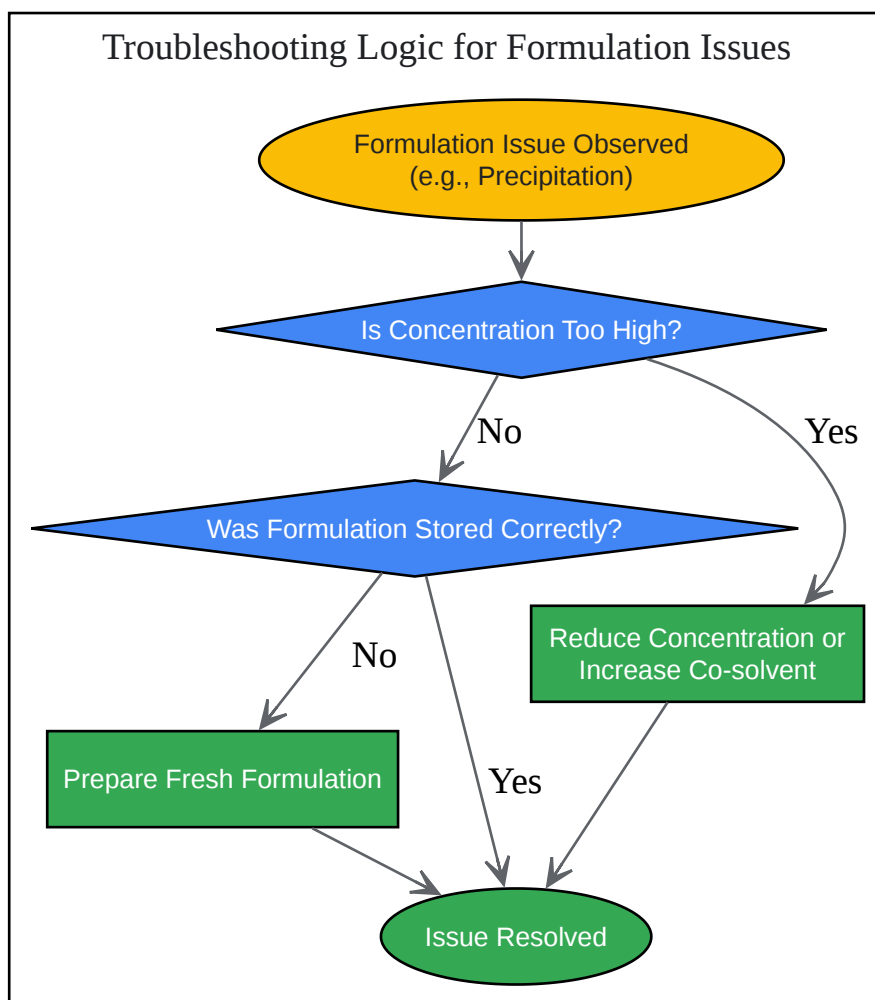 Troubleshooting Logic for Formulation Issues
Formulation Issue Observed
(e.g., Precipitation)
Is Concentration Too High?
No
Yes
Was Formulation Stored Correctly?
No
Reduce Concentration or
Increase Co-solvent
Prepare Fresh Formulation
Yes
Issue Resolved